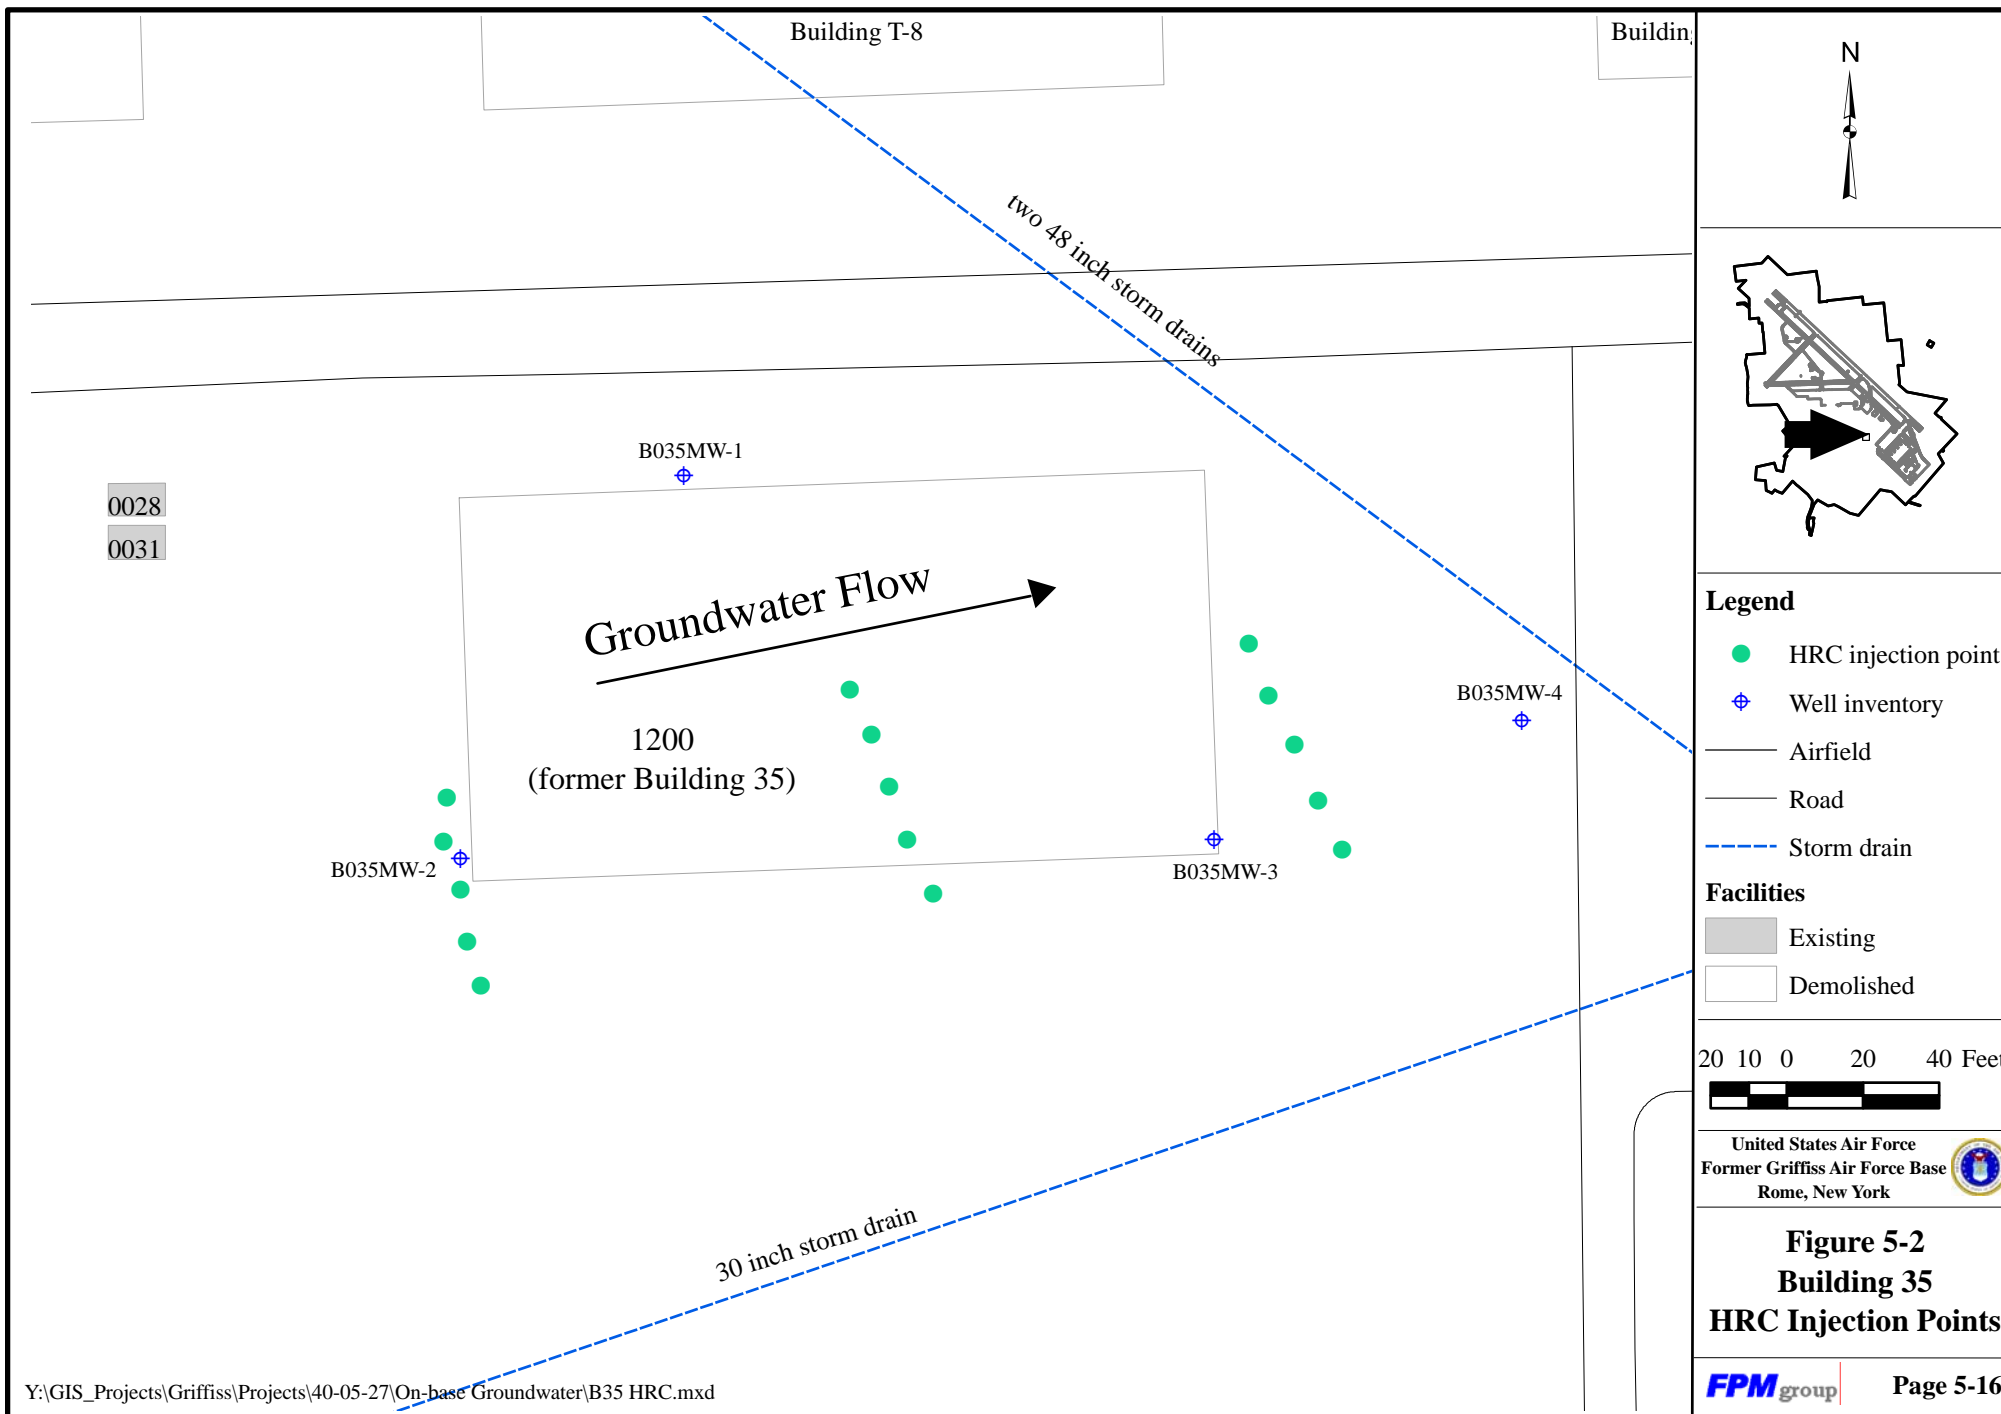 Building T-8
Building
two 48 inch storm drains
B035MW-1
0028
0031
Groundwater Flow
B035MW-4
1200
(former Building 35)
B035MW-2
B035MW-3
30 inch storm drain
Y:\GIS_Projects\Griffiss\Projects\40-05-27\On-base Groundwater\B35 HRC.mxd
N
Legend
HRC injection point
Well inventory
Airfield
Road
Storm drain
Facilities
Existing
Demolished
20 10 0 20 40 Feet
United States Air Force
Former Griffiss Air Force Base
Rome, New York
Figure 5-2
Building 35
HRC Injection Points
FPM group
Page 5-16